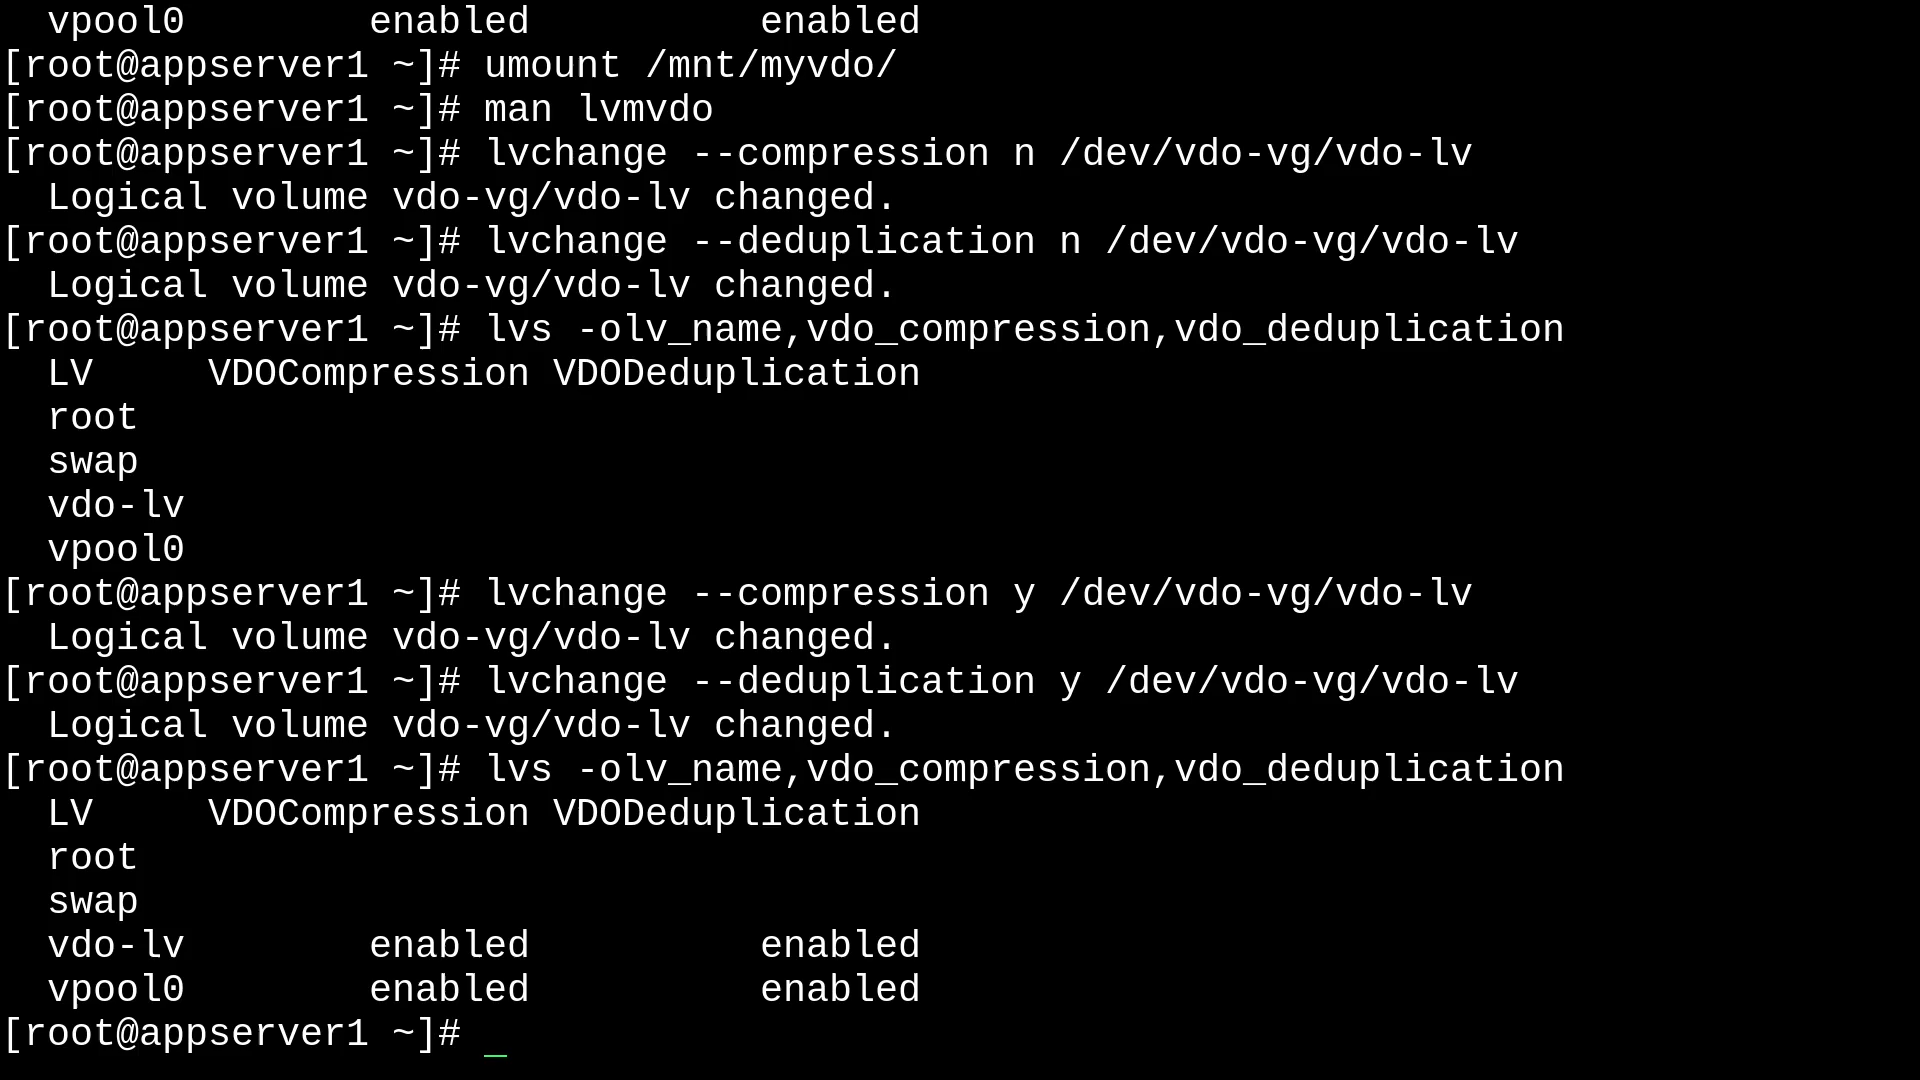 vpool0        enabled          enabled
[root@appserver1 ~]# umount /mnt/myvdo/
[root@appserver1 ~]# man lvmvdo
[root@appserver1 ~]# lvchange --compression n /dev/vdo-vg/vdo-lv
  Logical volume vdo-vg/vdo-lv changed.
[root@appserver1 ~]# lvchange --deduplication n /dev/vdo-vg/vdo-lv
  Logical volume vdo-vg/vdo-lv changed.
[root@appserver1 ~]# lvs -olv_name,vdo_compression,vdo_deduplication
  LV     VDOCompression VDODeduplication
  root
  swap
  vdo-lv
  vpool0
[root@appserver1 ~]# lvchange --compression y /dev/vdo-vg/vdo-lv
  Logical volume vdo-vg/vdo-lv changed.
[root@appserver1 ~]# lvchange --deduplication y /dev/vdo-vg/vdo-lv
  Logical volume vdo-vg/vdo-lv changed.
[root@appserver1 ~]# lvs -olv_name,vdo_compression,vdo_deduplication
  LV     VDOCompression VDODeduplication
  root
  swap
  vdo-lv        enabled          enabled
  vpool0        enabled          enabled
[root@appserver1 ~]# _